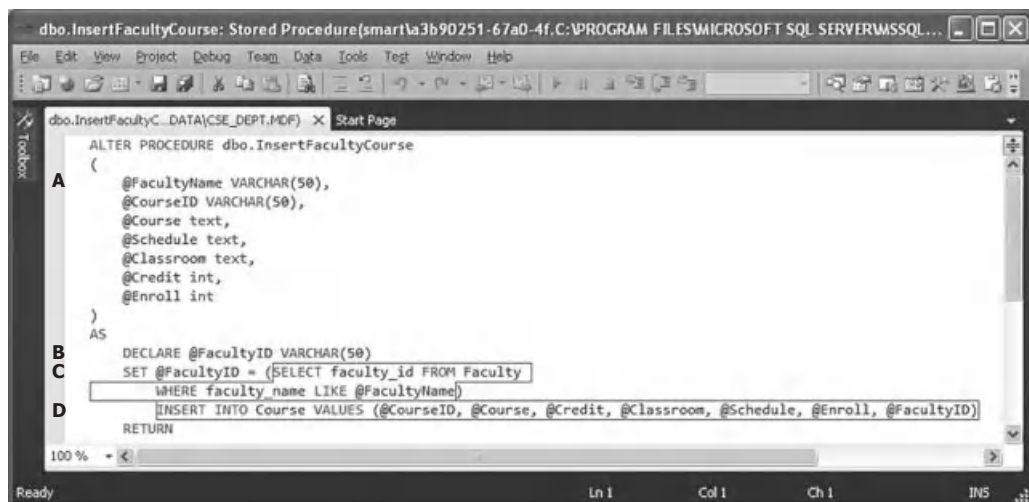 dbo.InsertFacultyCourse: Stored Procedure(smart\a3b90251-67a0-4f.C:\PROGRAM FILES\MICROSOFT SQL SERVER\MSSQL...
File Edit View Project Debug Team Data Tools Test Window Help
Toolbox
dbo.InsertFacultyC...DATA\CSE_DEPT.MDF) X Start Page
ALTER PROCEDURE dbo.InsertFacultyCourse
(
A @FacultyName VARCHAR(50),
@CourseID VARCHAR(50),
@Course text,
@Schedule text,
@Classroom text,
@Credit int,
@Enroll int
)
AS
B DECLARE @FacultyID VARCHAR(50)
C SET @FacultyID = (SELECT faculty_id FROM Faculty
WHERE faculty_name LIKE @FacultyName)
D INSERT INTO Course VALUES (@CourseID, @Course, @Credit, @Classroom, @Schedule, @Enroll, @FacultyID)
RETURN
100 %
Ready Ln 1 Col 1 Ch 1 INS